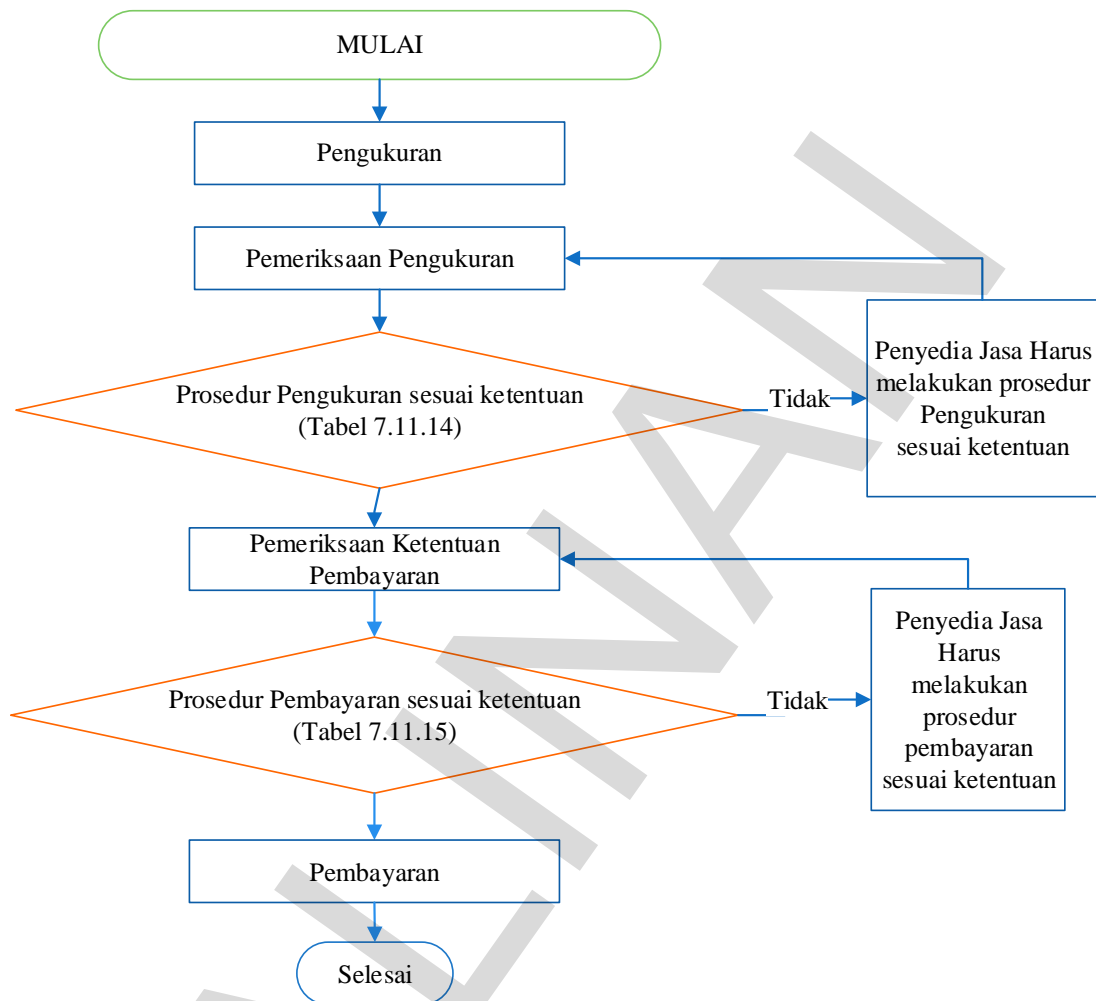 MULAI
Pengukuran
Pemeriksaan Pengukuran
Prosedur Pengukuran sesuai ketentuan
(Tabel 7.11.14)
Tidak
Penyedia Jasa Harus
melakukan prosedur
Pengukuran
sesuai ketentuan
Pemeriksaan Ketentuan
Pembayaran
Prosedur Pembayaran sesuai ketentuan
(Tabel 7.11.15)
Tidak
Penyedia Jasa
Harus
melakukan
prosedur
pembayaran
sesuai ketentuan
Pembayaran
Selesai